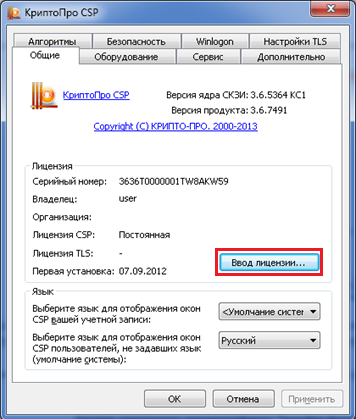 КриптоПро CSP
Алгоритмы Безопасность Winlogon Настройки TLS
Общие Оборудование Сервис Дополнительно
КриптоПро CSP
Версия ядра СКЗИ: 3.6.5364 КС1
Версия продукта: 3.6.7491
Copyright (C) КРИПТО-ПРО. 2000-2013
Лицензия
Серийный номер: 3636T0000001TW8AKW59
Владелец: user
Организация:
Лицензия CSP: Постоянная
Лицензия TLS: -
Ввод лицензии...
Первая установка: 07.09.2012
Язык
Выберите язык для отображения окон
CSP вашей учетной записи:
<Умолчание систем
Выберите язык для отображения окон
CSP пользователей, не задавших язык
(умолчание системы):
Русский
ОК Отмена Применить